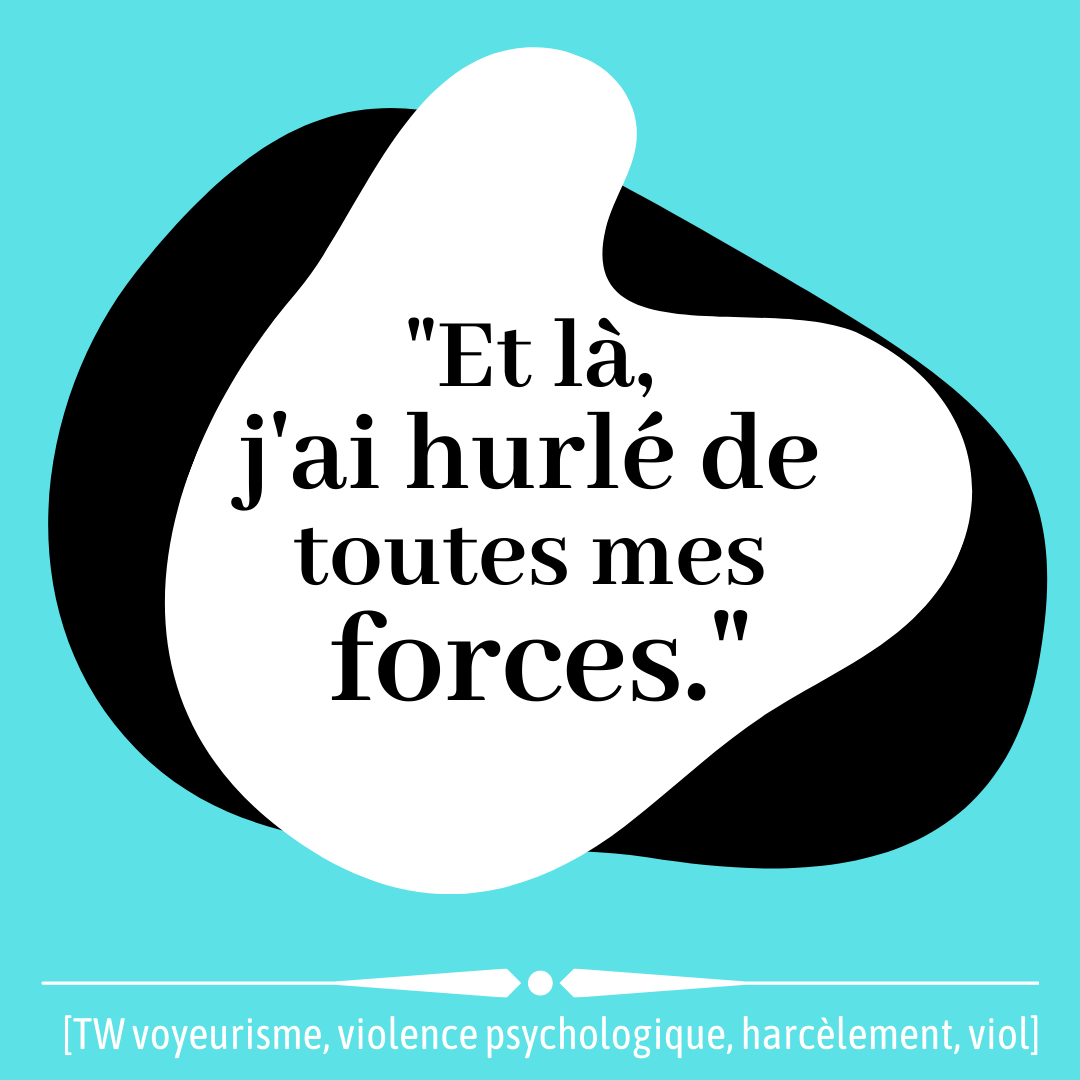 "Et là,
j'ai hurlé de
toutes mes
forces."
[TW voyeurisme, violence psychologique, harcèlement, viol]